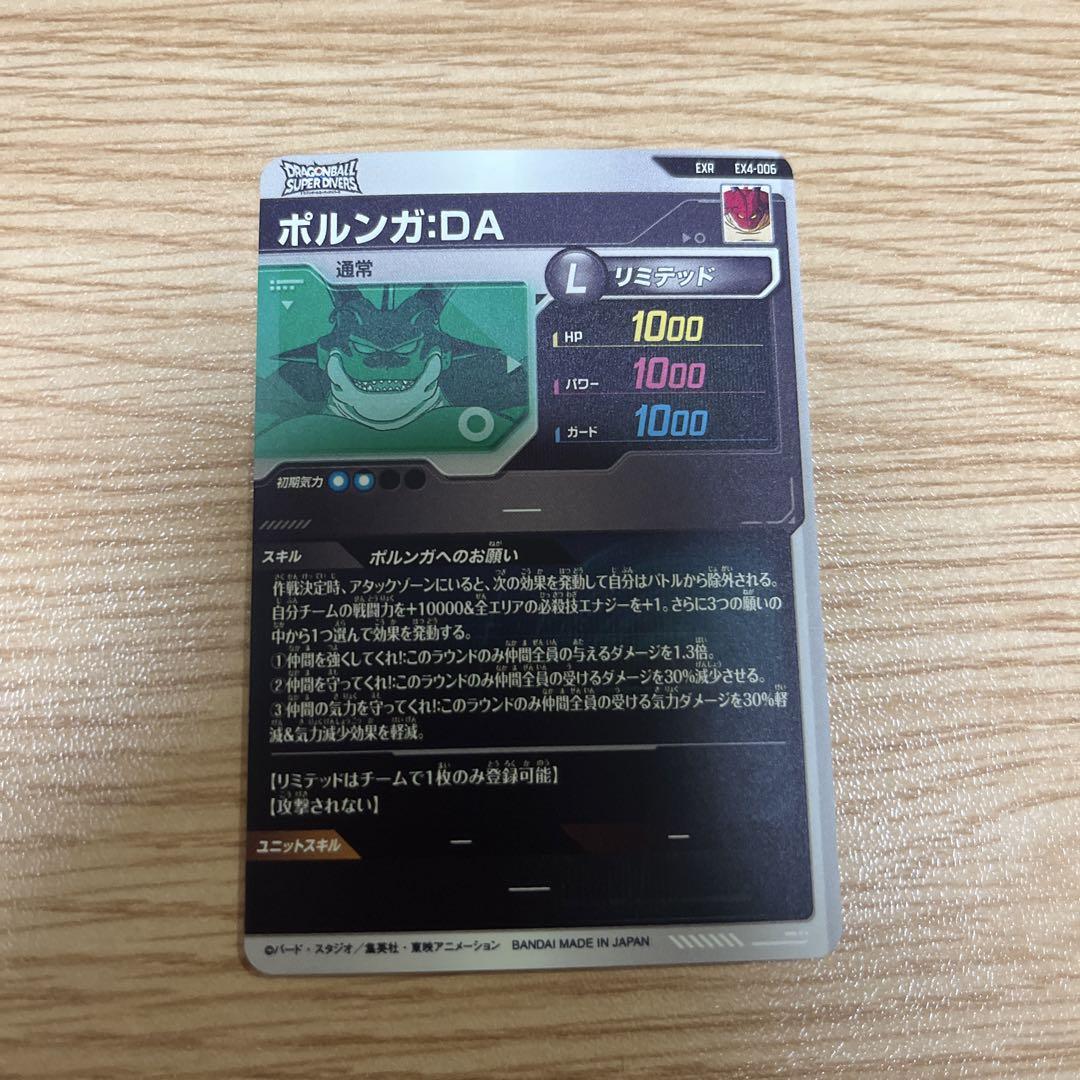 DRAGONBALL
SUPER DIVERS
EXR EX4-006
ポルンガ:DA
通常
L リミテッド
HP 1000
パワー 1000
ガード 1000
初期気力
スキル ポルンガへのお願い
作戦決定時、アタックゾーンにいると、次の効果を発動して自分はバトルから除外される。
自分チームの戦闘力を+10000&全エリアの必殺技エナジーを+1。さらに3つの願いの
中から1つ選んで効果を発動する。
①仲間を強くしてくれ!:このラウンドのみ仲間全員の与えるダメージを1.3倍。
②仲間を守ってくれ!:このラウンドのみ仲間全員の受けるダメージを30%減少させる。
③仲間の気力を守ってくれ!:このラウンドのみ仲間全員の受ける気力ダメージを30%軽
減&気力減少効果を軽減。
【リミテッドはチームで1枚のみ登録可能】
【攻撃されない】
ユニットスキル ― ―
―
©バード・スタジオ／集英社・東映アニメーション BANDAI MADE IN JAPAN